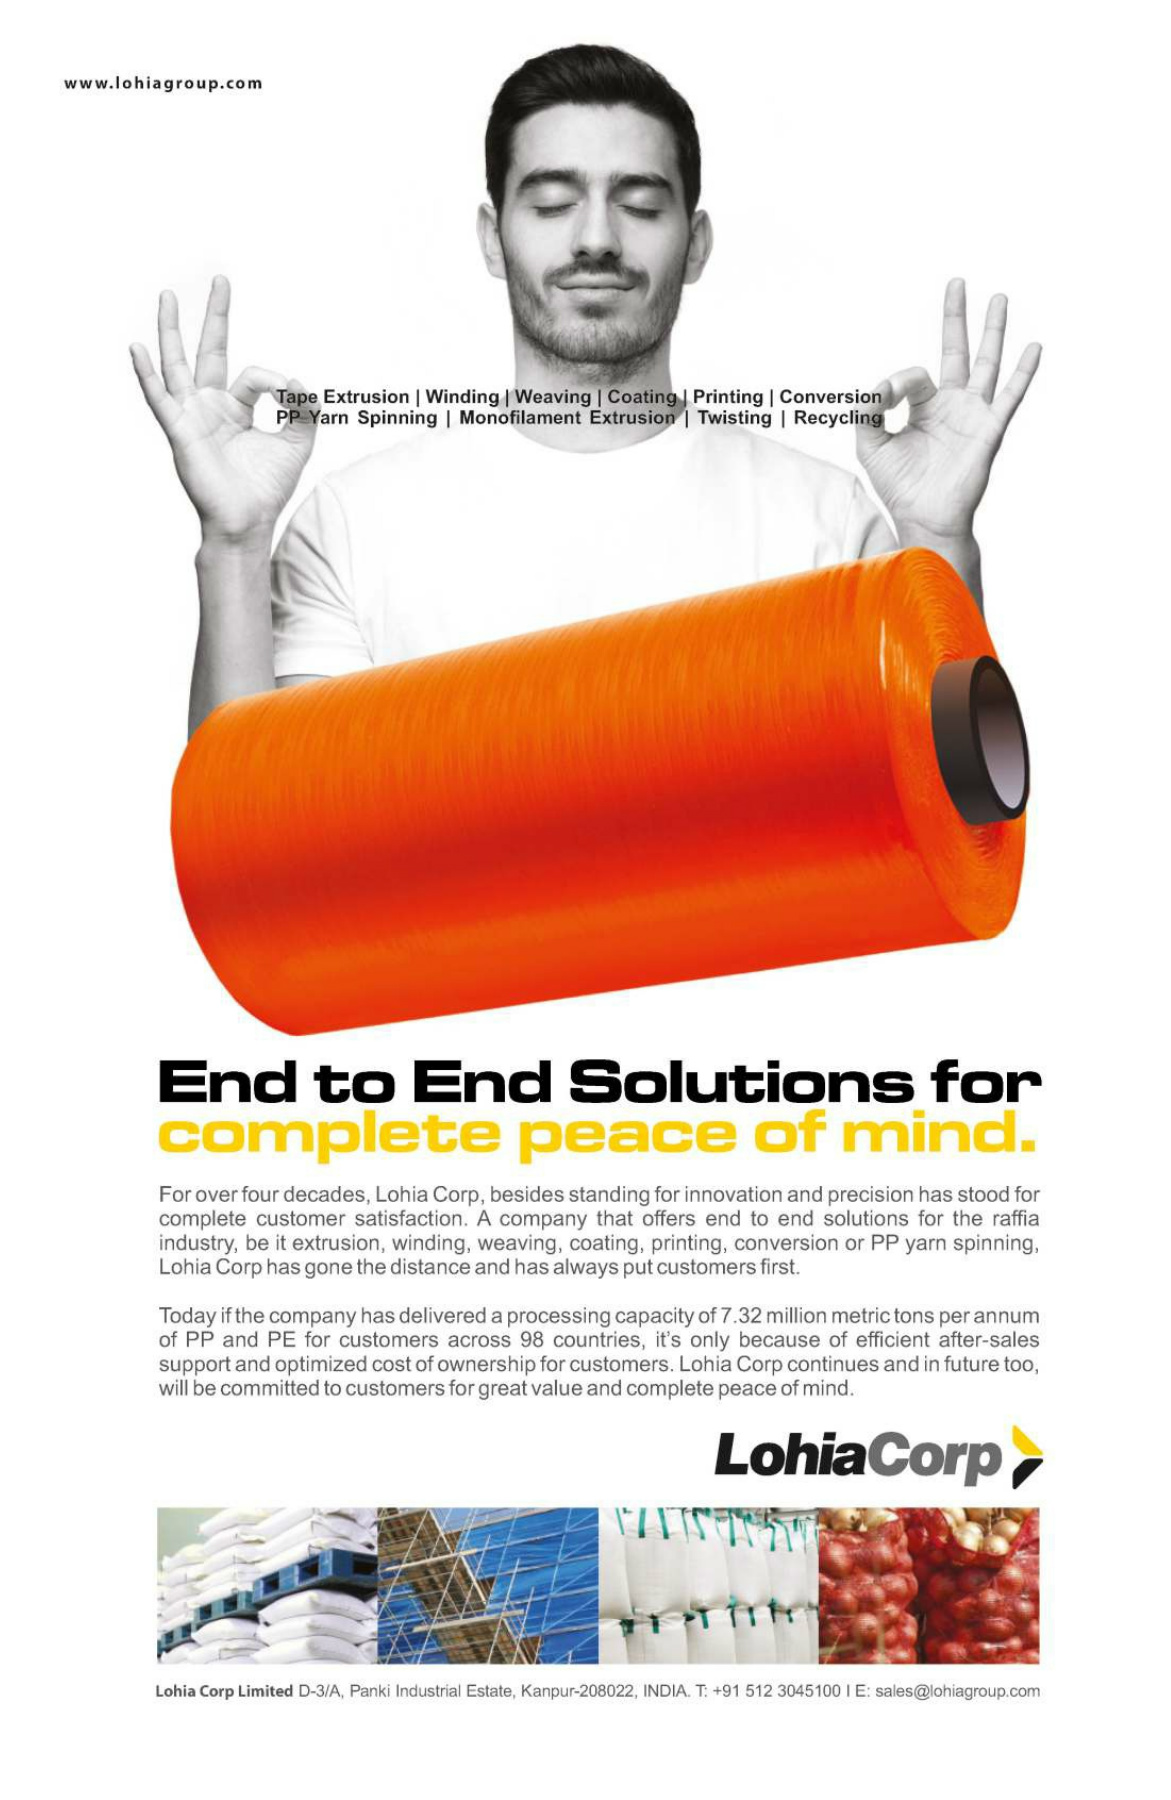 www.lohiagroup.com
Tape Extrusion | Winding | Weaving | Coating | Printing | Conversion
PP Yarn Spinning | Monofilament Extrusion | Twisting | Recycling
End to End Solutions for
complete peace of mind.
For over four decades, Lohia Corp, besides standing for innovation and precision has stood for
complete customer satisfaction. A company that offers end to end solutions for the raffia
industry, be it extrusion, winding, weaving, coating, printing, conversion or PP yarn spinning,
Lohia Corp has gone the distance and has always put customers first.
Today if the company has delivered a processing capacity of 7.32 million metric tons per annum
of PP and PE for customers across 98 countries, it's only because of efficient after-sales
support and optimized cost of ownership for customers. Lohia Corp continues and in future too,
will be committed to customers for great value and complete peace of mind.
LohiaCorp
Lohia Corp Limited D-3/A, Panki Industrial Estate, Kanpur-208022, INDIA. T: +91 512 3045100 I E: sales@lohiagroup.com